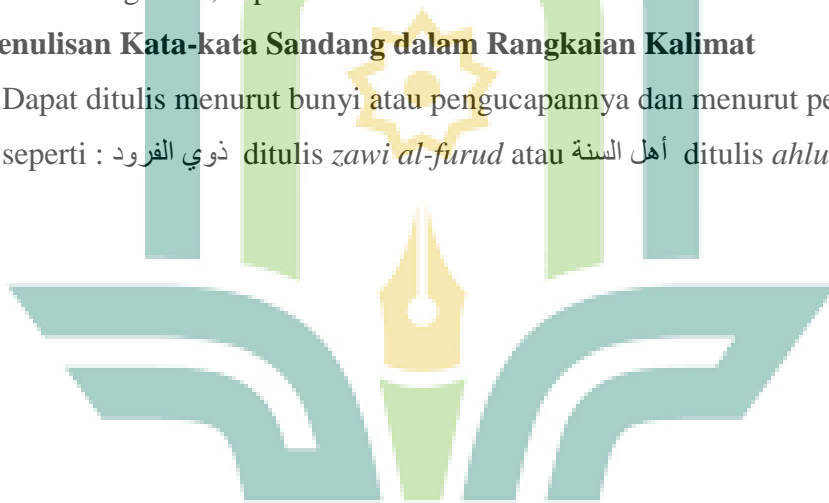 enulisan Kata-kata Sandang dalam Rangkaian Kalimat
Dapat ditulis menurut bunyi atau pengucapannya dan menurut pe
seperti : ذوي الفرود ditulis zawi al-furud atau أهل السنة ditulis ahlu